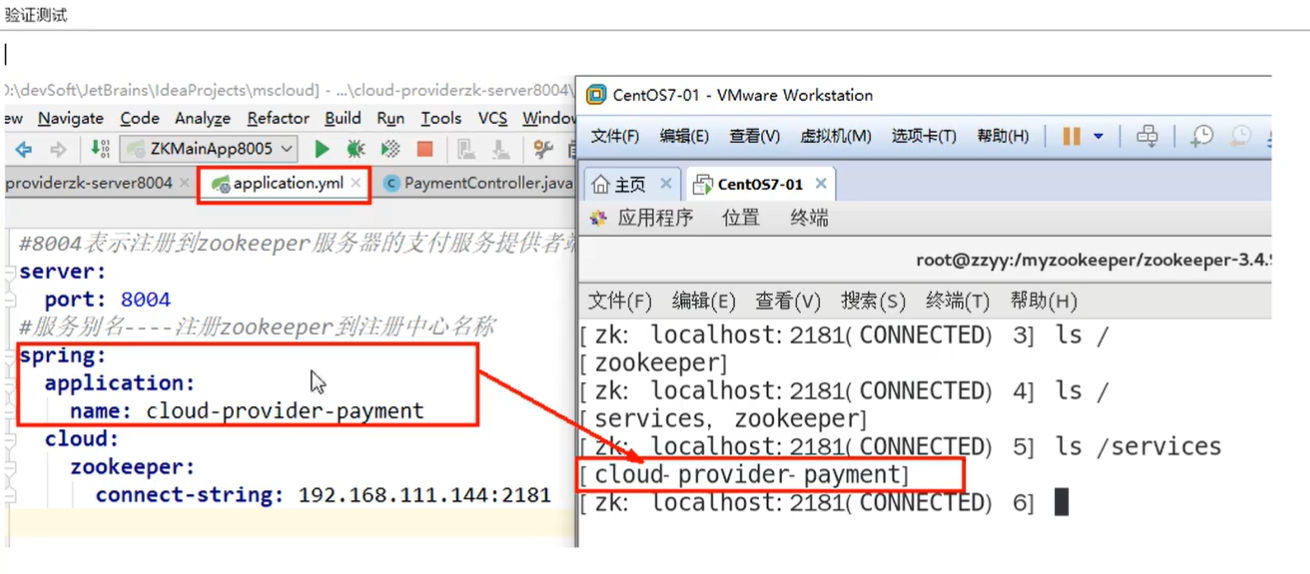 验证测试
D:\devSoft\JetBrains\IdeaProjects\mscloud] - ...\cloud-providerzk-server8004\
ew Navigate Code Analyze Refactor Build Run Tools VCS Window
ZKMainApp8005
providerzk-server8004 application.yml PaymentController.java
#8004表示注册到zookeeper服务器的支付服务提供者端
server:
port: 8004
#服务别名----注册zookeeper到注册中心名称
spring:
application:
name: cloud-provider-payment
cloud:
zookeeper:
connect-string: 192.168.111.144:2181
CentOS7-01 - VMware Workstation
文件(F) 编辑(E) 查看(V) 虚拟机(M) 选项卡(T) 帮助(H)
主页 CentOS7-01
应用程序 位置 终端
root@zzyy:/myzookeeper/zookeeper-3.4.9
文件(F) 编辑(E) 查看(V) 搜索(S) 终端(T) 帮助(H)
[zk: localhost:2181(CONNECTED) 3] ls /
[zookeeper]
[zk: localhost:2181(CONNECTED) 4] ls /
[services, zookeeper]
[zk: localhost:2181(CONNECTED) 5] ls /services
[cloud-provider-payment]
[zk: localhost:2181(CONNECTED) 6]